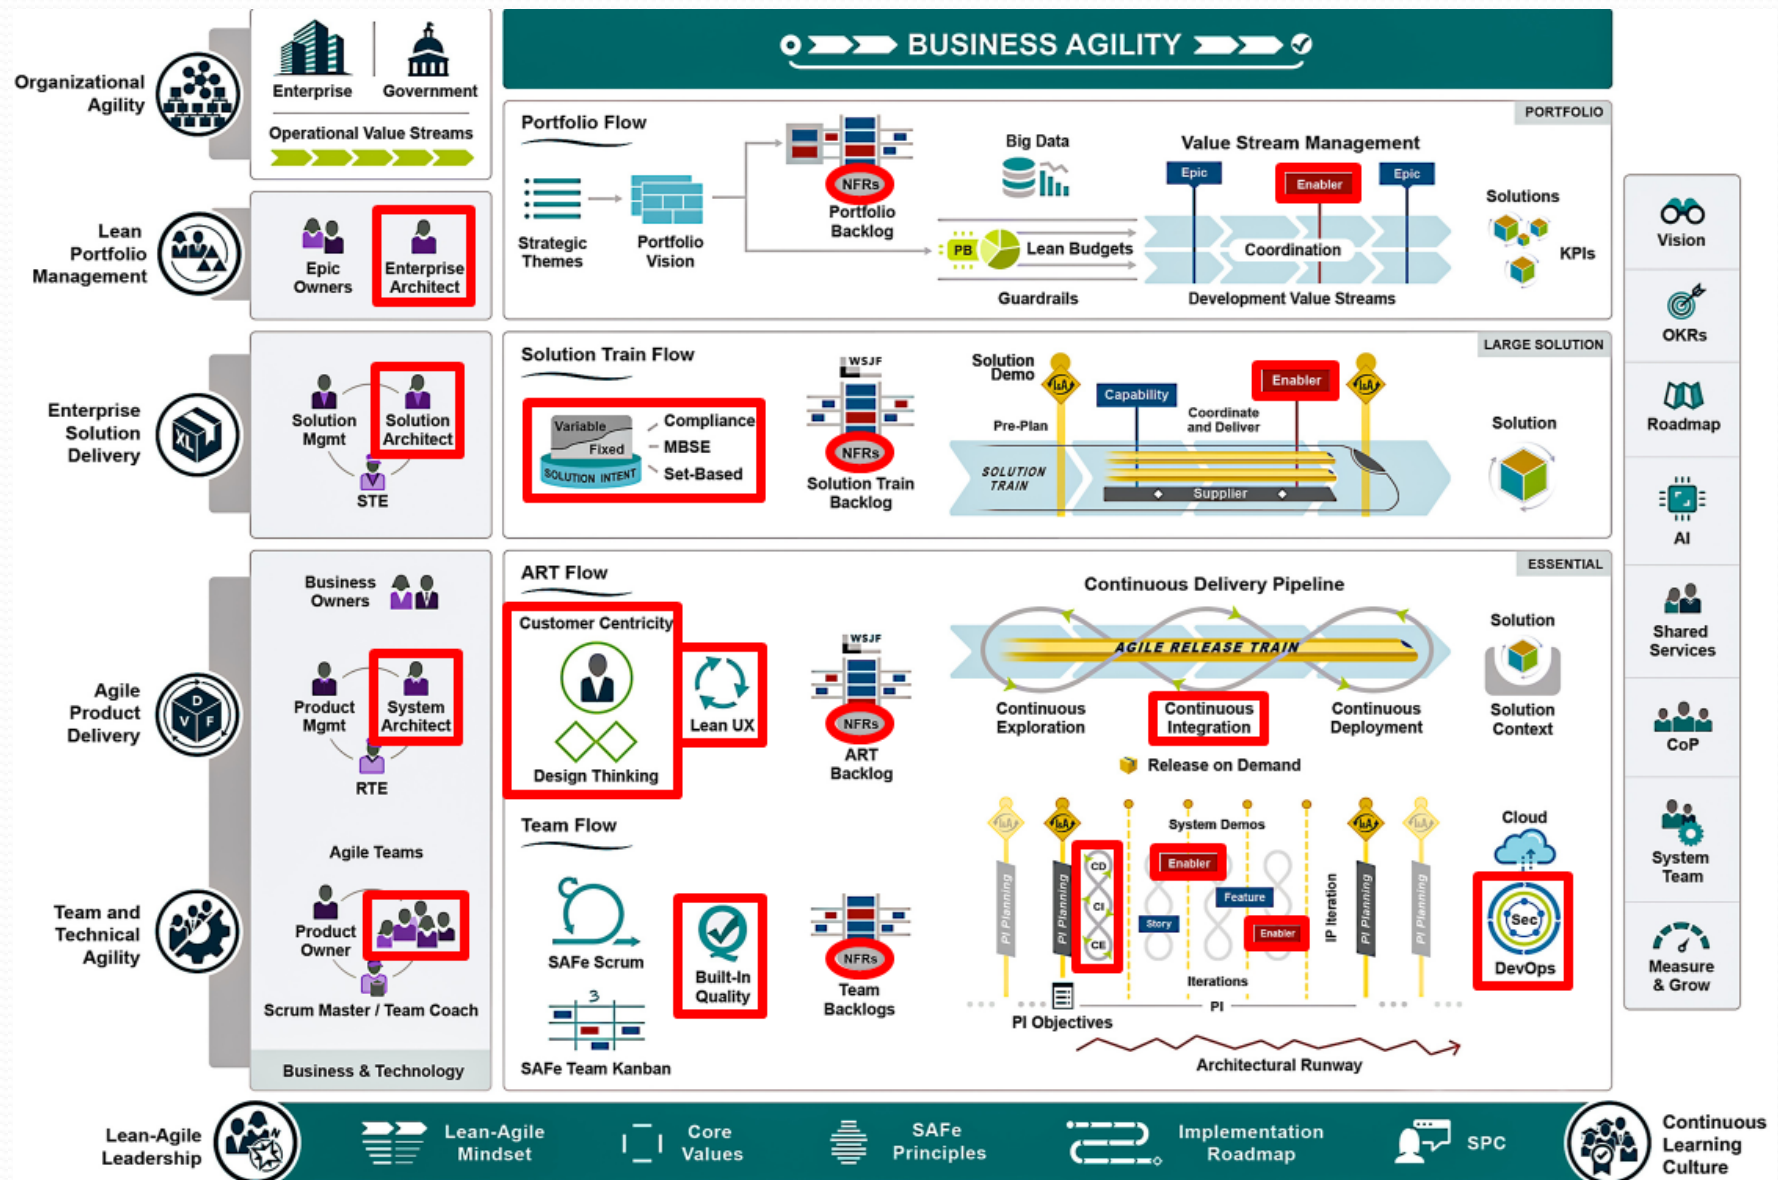 BUSINESS AGILITY
Organizational
Agility
Enterprise
Government
Operational Value Streams
PORTFOLIO
Portfolio Flow
Strategic
Themes
Portfolio
Vision
NFRs
Portfolio
Backlog
Big Data
PB
Lean Budgets
Guardrails
Value Stream Management
Epic
Enabler
Epic
Coordination
Development Value Streams
Solutions
KPIs
Lean
Portfolio
Management
Epic
Owners
Enterprise
Architect
LARGE SOLUTION
Enterprise
Solution
Delivery
XL
Solution
Mgmt
Solution
Architect
STE
Solution Train Flow
Variable
Fixed
SOLUTION INTENT
Compliance
MBSE
Set-Based
WSJF
NFRs
Solution Train
Backlog
Solution
Demo
I&A
Pre-Plan
Capability
Coordinate
and Deliver
Enabler
I&A
SOLUTION
TRAIN
Supplier
Solution
ESSENTIAL
Agile
Product
Delivery
D
V
F
Business
Owners
Product
Mgmt
System
Architect
RTE
ART Flow
Customer Centricity
Design Thinking
Lean UX
WSJF
NFRs
ART
Backlog
Continuous Delivery Pipeline
AGILE RELEASE TRAIN
Continuous
Exploration
Continuous
Integration
Continuous
Deployment
Release on Demand
Solution
Solution
Context
Team and
Technical
Agility
Agile Teams
Product
Owner
Scrum Master / Team Coach
Business & Technology
Team Flow
SAFe Scrum
3
SAFe Team Kanban
Built-In
Quality
NFRs
Team
Backlogs
I&A
I&A
System Demos
I&A
I&A
PI Planning
PI Planning
CD
CI
CE
Enabler
Story
Feature
Enabler
IP Iteration
PI Planning
PI Planning
Iterations
PI
PI Objectives
Architectural Runway
Cloud
Sec
DevOps
Vision
OKRs
Roadmap
AI
Shared
Services
CoP
System
Team
Measure
& Grow
Lean-Agile
Leadership
N
Lean-Agile
Mindset
Core
Values
SAFe
Principles
Implementation
Roadmap
SPC
Continuous
Learning
Culture